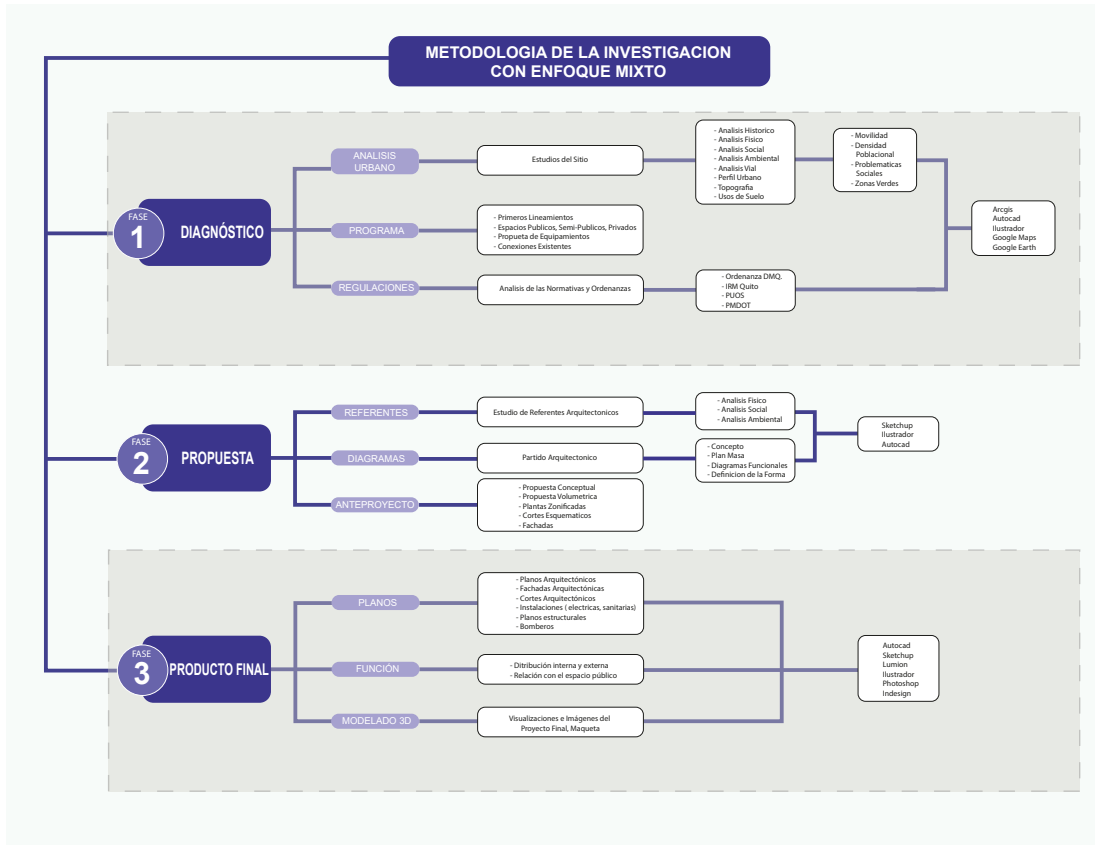 METODOLOGIA DE LA INVESTIGACION
CON ENFOQUE MIXTO
FASE
1
DIAGNÓSTICO
ANALISIS
URBANO
Estudios del Sitio
- Analisis Historico
- Analisis Fisico
- Analisis Social
- Analisis Ambiental
- Analisis Vial
- Perfil Urbano
- Topografia
- Usos de Suelo
- Movilidad
- Densidad
Poblacional
- Problematicas
Sociales
- Zonas Verdes
PROGRAMA
- Primeros Lineamientos
- Espacios Publicos, Semi-Publicos, Privados
- Propueta de Equipamientos
- Conexiones Existentes
REGULACIONES
Analisis de las Normativas y Ordenanzas
- Ordenanza DMQ.
- IRM Quito
- PUOS
- PMDOT
Arcgis
Autocad
Ilustrador
Google Maps
Google Earth
FASE
2
PROPUESTA
REFERENTES
Estudio de Referentes Arquitectonicos
- Analisis Fisico
- Analisis Social
- Analisis Ambiental
DIAGRAMAS
Partido Arquitectonico
- Concepto
- Plan Masa
- Diagramas Funcionales
- Definicion de la Forma
ANTEPROYECTO
- Propuesta Conceptual
- Propuesta Volumetrica
- Plantas Zonificadas
- Cortes Esquematicos
- Fachadas
Sketchup
Ilustrador
Autocad
FASE
3
PRODUCTO FINAL
PLANOS
- Planos Arquitectónicos
- Fachadas Arquitectónicas
- Cortes Arquitectónicos
- Instalaciones ( electricas, sanitarias)
- Planos estructurales
- Bomberos
FUNCIÓN
- Ditribución interna y externa
- Relación con el espacio público
MODELADO 3D
Visualizaciones e Imágenes del
Proyecto Final, Maqueta
Autocad
Sketchup
Lumion
Ilustrador
Photoshop
Indesign